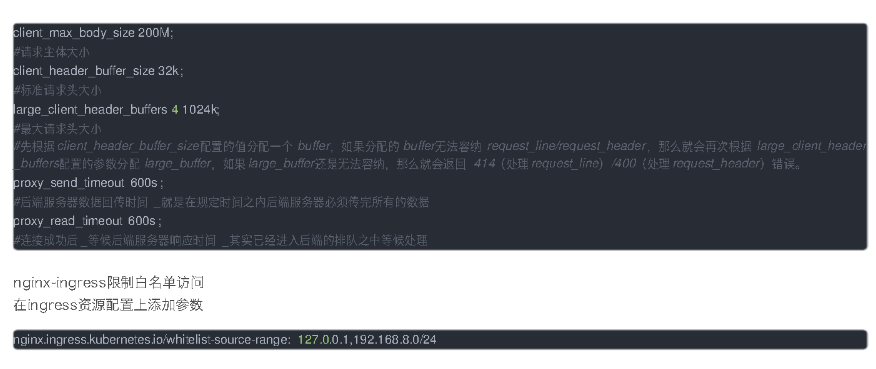 client_max_body_size 200M;
#请求主体大小
client_header_buffer_size 32k;
#标准请求头大小
large_client_header_buffers 4 1024k;
#最大请求头大小
#先根据client_header_buffer_size配置的值分配一个 buffer，如果分配的buffer无法容纳 request_line/request_header，那么就会再次根据 large_client_header
_buffers配置的参数分配 large_buffer，如果large_buffer还是无法容纳，那么就会返回 414（处理request_line）/400（处理request_header）错误。
proxy_send_timeout 600s;
#后端服务器数据回传时间 _就是在规定时间之内后端服务器必须传完所有的数据
proxy_read_timeout 600s;
#连接成功后_等候后端服务器响应时间 _其实已经进入后端的排队之中等候处理
nginx-ingress限制白名单访问
在ingress资源配置上添加参数
nginx.ingress.kubernetes.io/whitelist-source-range: 127.0.0.1,192.168.8.0/24